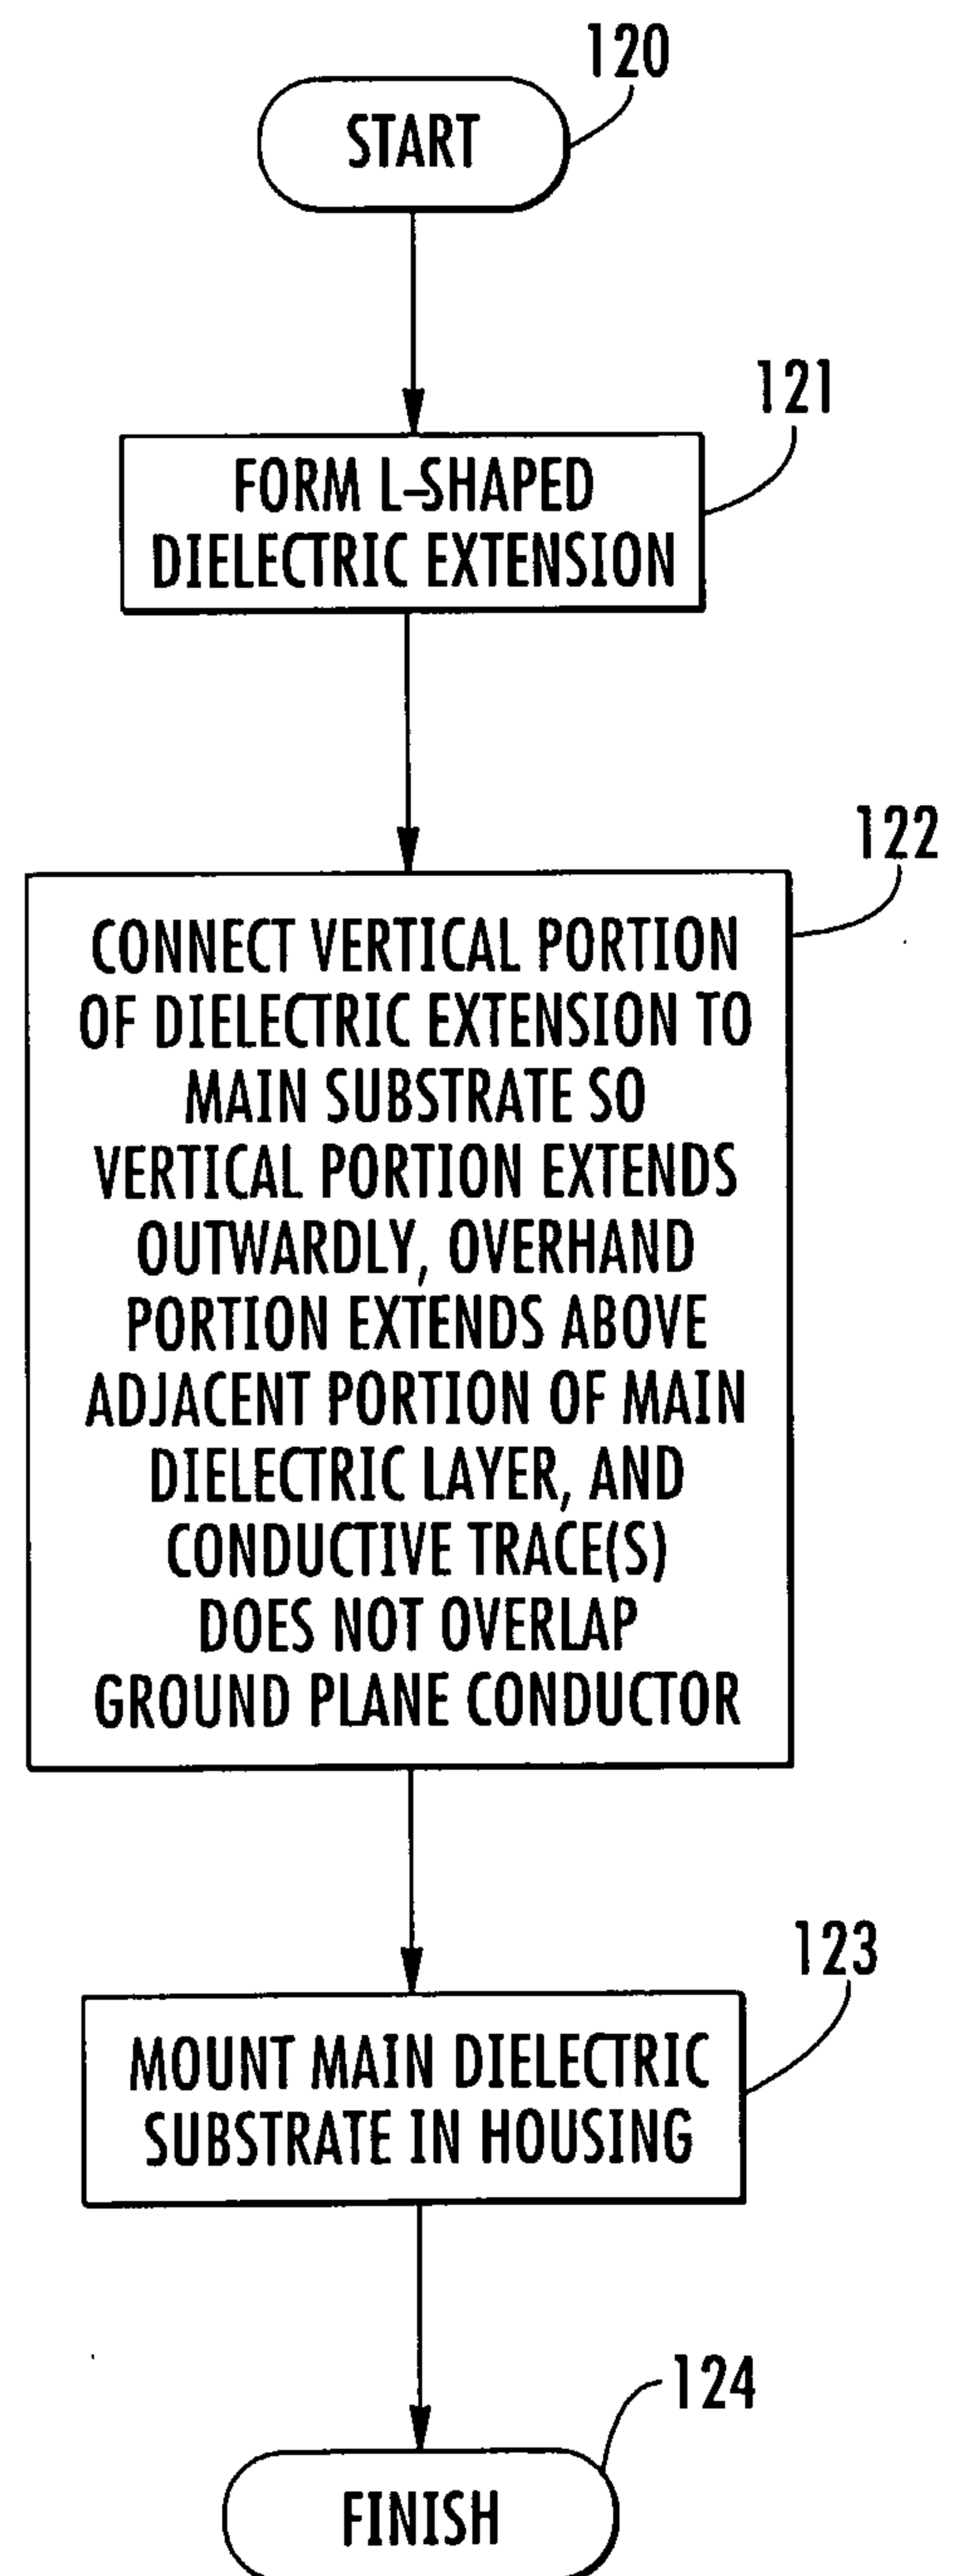 120
START
121
FORM L-SHAPED
DIELECTRIC EXTENSION
122
CONNECT VERTICAL PORTION
OF DIELECTRIC EXTENSION TO
MAIN SUBSTRATE SO
VERTICAL PORTION EXTENDS
OUTWARDLY, OVERHAND
PORTION EXTENDS ABOVE
ADJACENT PORTION OF MAIN
DIELECTRIC LAYER, AND
CONDUCTIVE TRACE(S)
DOES NOT OVERLAP
GROUND PLANE CONDUCTOR
123
MOUNT MAIN DIELECTRIC
SUBSTRATE IN HOUSING
124
FINISH